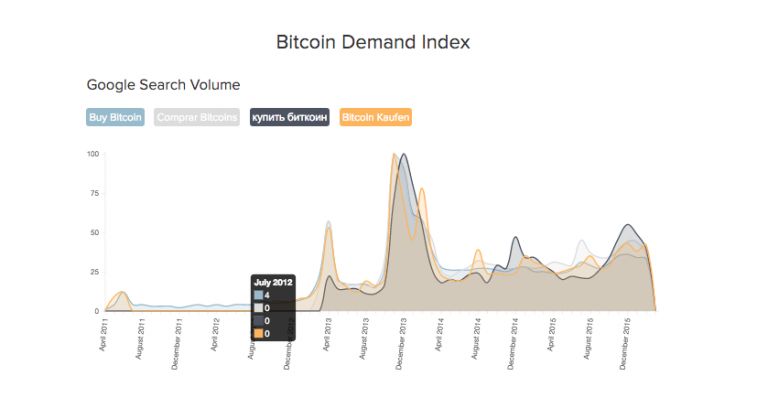 Bitcoin Demand Index
Google Search Volume
Buy Bitcoin Comprar Bitcoins купить биткоин Bitcoin Kaufen
100
75
50
25
0
July 2012
4
0
0
0
April 2011
August 2011
December 2011
April 2012
December 2012
April 2013
August 2013
December 2013
April 2014
August 2014
December 2014
April 2015
August 2015
December 2015